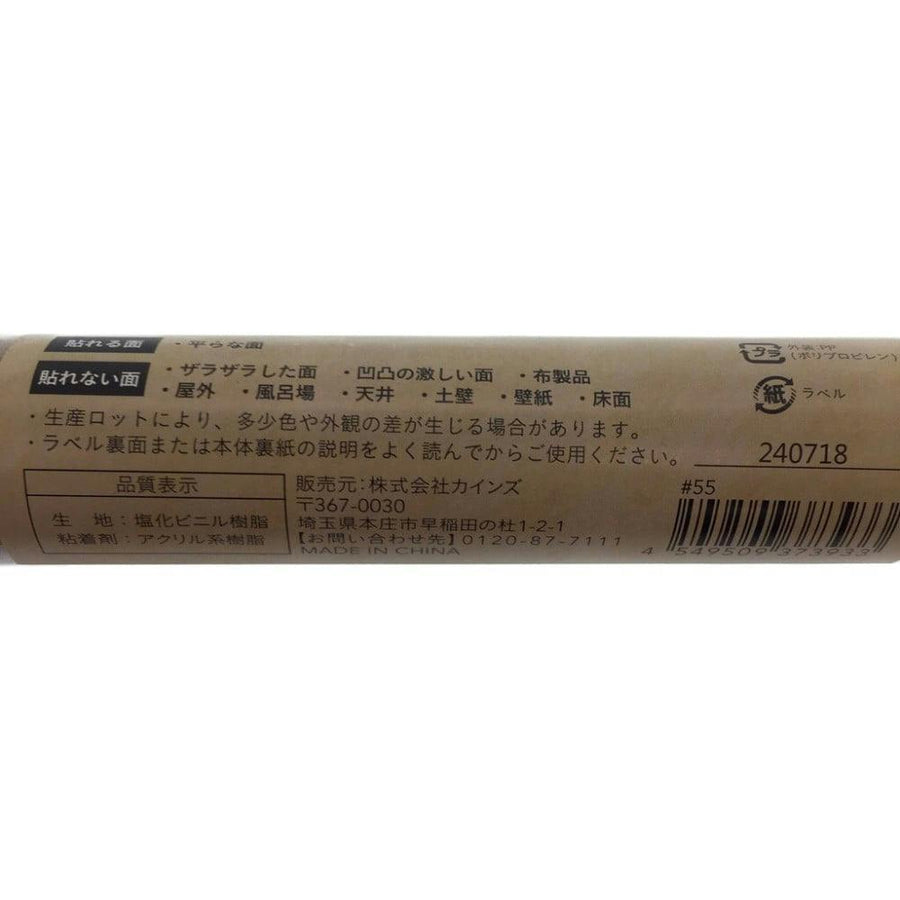 貼れる面 ・平らな面
貼れない面 ・ザラザラした面 ・凹凸の激しい面 ・布製品
・屋外 ・風呂場 ・天井 ・土壁 ・壁紙 ・床面
・生産ロットにより、多少色や外観の差が生じる場合があります。
・ラベル裏面または本体裏紙の説明をよく読んでからご使用ください。
品質表示
生 地：塩化ビニル樹脂
粘着剤：アクリル系樹脂
販売元：株式会社カインズ
〒367-0030
埼玉県本庄市早稲田の杜1-2-1
【お問い合わせ先】0120-87-7111
MADE IN CHINA
プラ
外装:PP
(ポリプロピレン)
紙 ラベル
240718
#55
4 549509 373933